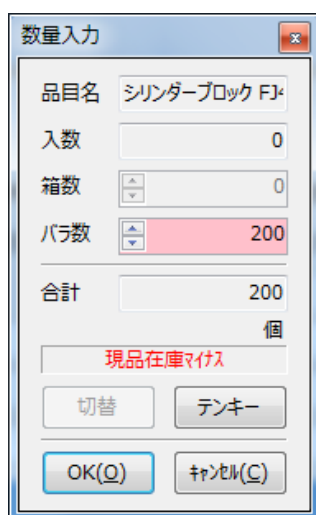 数量入力
品目名 シリンダーブロック FJ
入数 0
箱数 0
バラ数 200
合計 200
個
現品在庫ﾏｲﾅｽ
切替 テンキー
OK(O) ｷｬﾝｾﾙ(C)